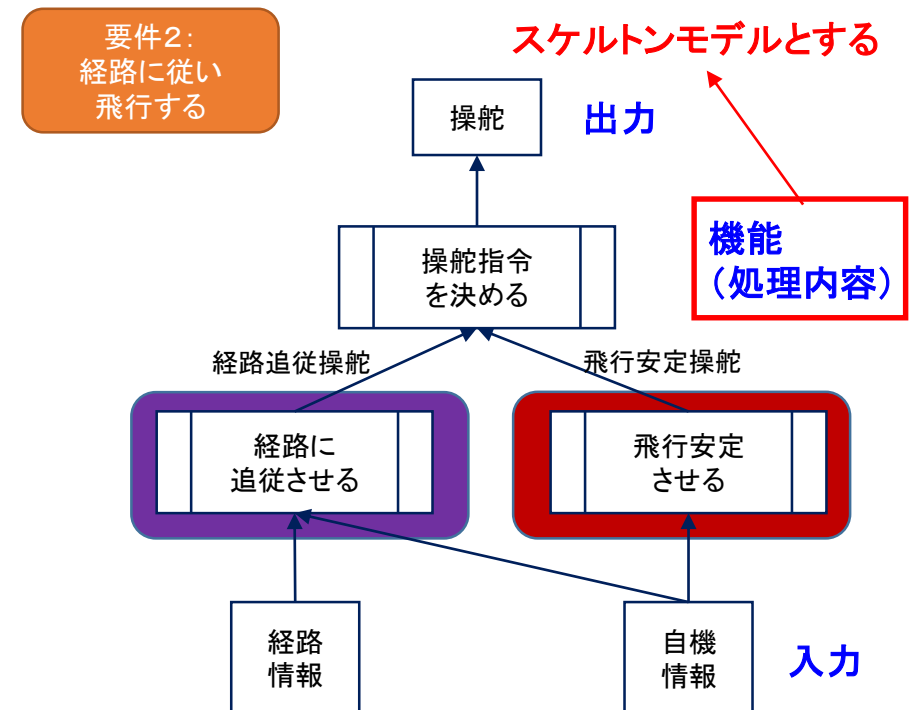 要件２：
経路に従い
飛行する
スケルトンモデルとする
操舵
出力
機能
（処理内容）
操舵指令
を決める
経路追従操舵
飛行安定操舵
経路に
追従させる
飛行安定
させる
経路
情報
自機
情報
入力